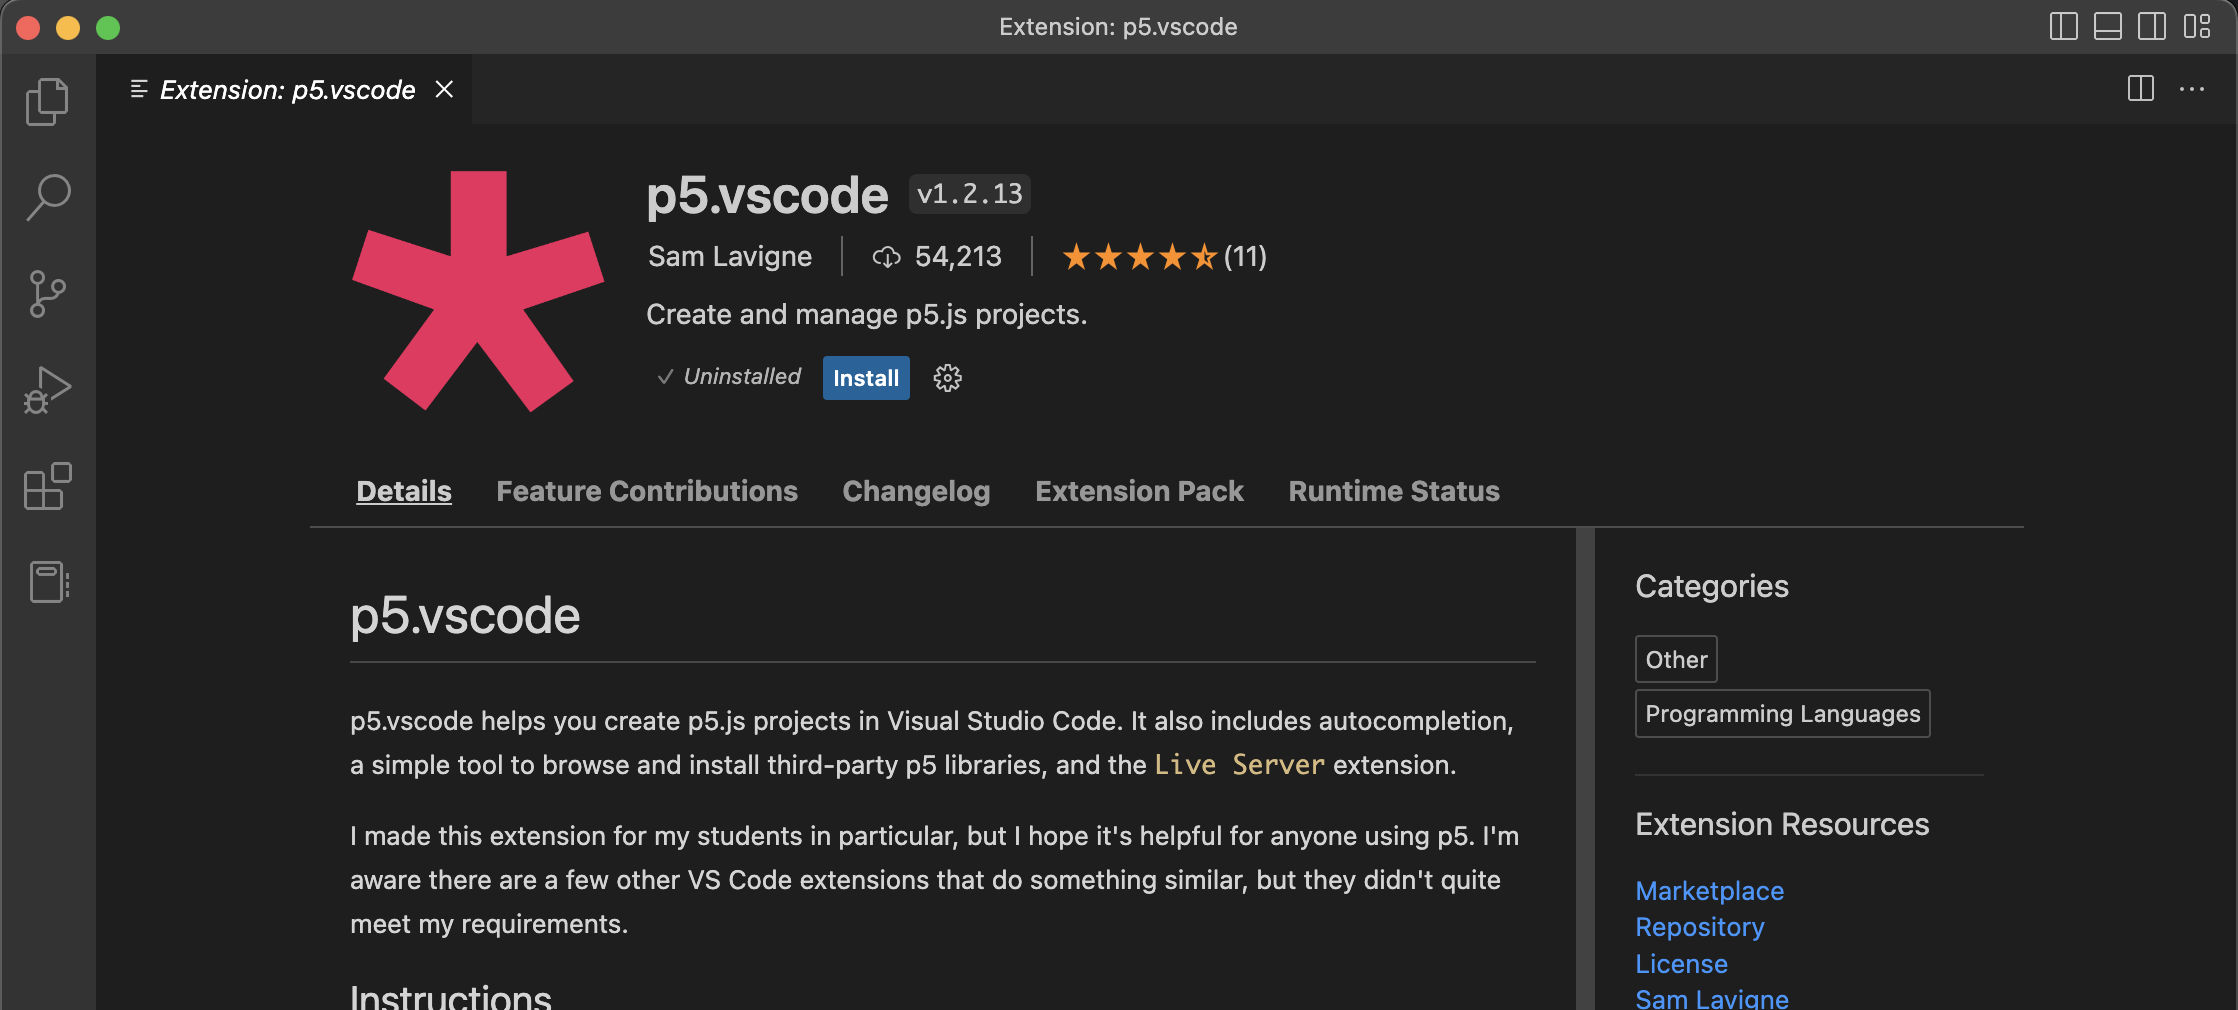 Extension: p5.vscode
Extension: p5.vscode
p5.vscode v1.2.13
Sam Lavigne 54,213 (11)
Create and manage p5.js projects.
Uninstalled Install
Details Feature Contributions Changelog Extension Pack Runtime Status
p5.vscode
p5.vscode helps you create p5.js projects in Visual Studio Code. It also includes autocompletion,
a simple tool to browse and install third-party p5 libraries, and the Live Server extension.
I made this extension for my students in particular, but I hope it's helpful for anyone using p5. I'm
aware there are a few other VS Code extensions that do something similar, but they didn't quite
meet my requirements.
Instructions
Categories
Other
Programming Languages
Extension Resources
Marketplace
Repository
License
Sam Lavigne